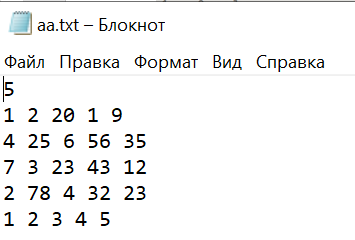 aa.txt – Блокнот
Файл Правка Формат Вид Справка
5
1 2 20 1 9
4 25 6 56 35
7 3 23 43 12
2 78 4 32 23
1 2 3 4 5